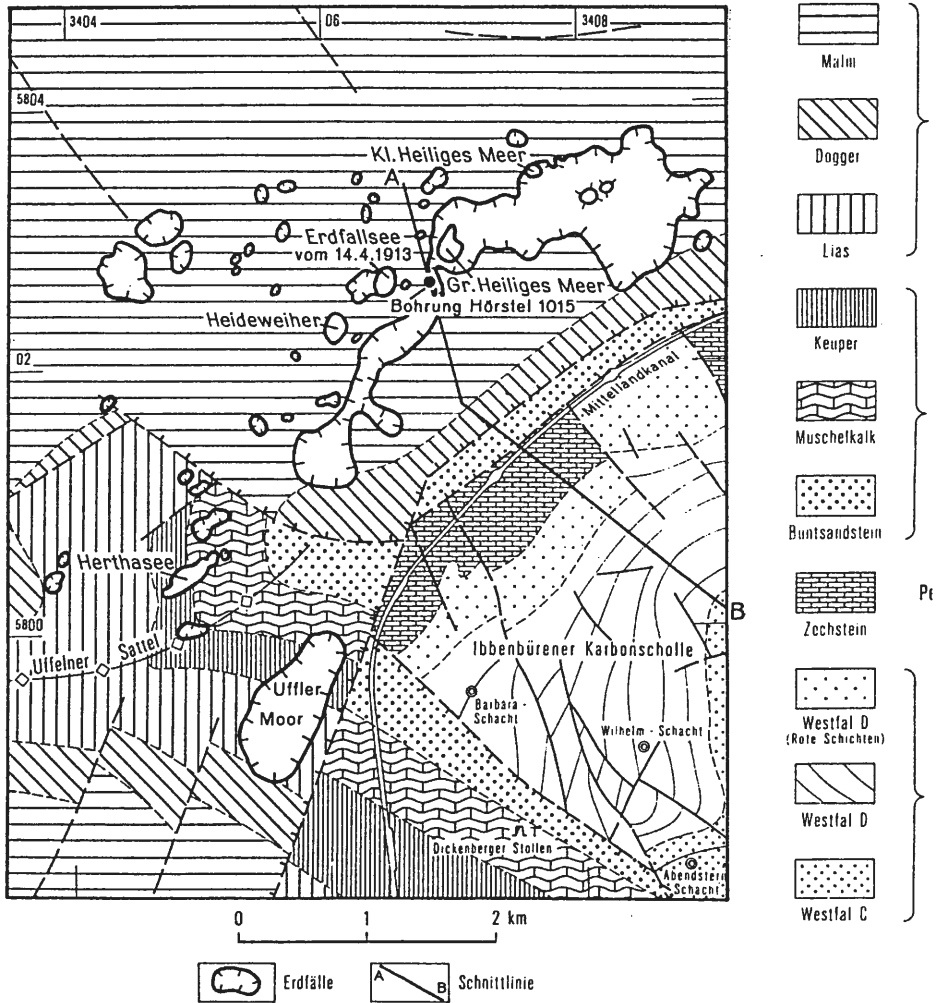 3404
06
3408
5804
Kl. Heiliges Meer
A
Erdfallsee
vom 14.4.1913
Gr. Heiliges Meer
Bohrung Hörstel 1015
Heideweiher
02
Mittellandkanal
Herthasee
5800
B
Uffelner Sattel
Ibbenbürener Karbonscholle
Uffler
Moor
Barbara-
Schacht
Wilhelm-Schacht
Dickenberger Stollen
Abendstern
Schacht
0 1 2 km
Erdfälle
A
B
Schnittlinie
Malm
Dogger
Lias
Keuper
Muschelkalk
Buntsandstein
Pe
Zechstein
Westfal D
(Rote Schichten)
Westfal D
Westfal C